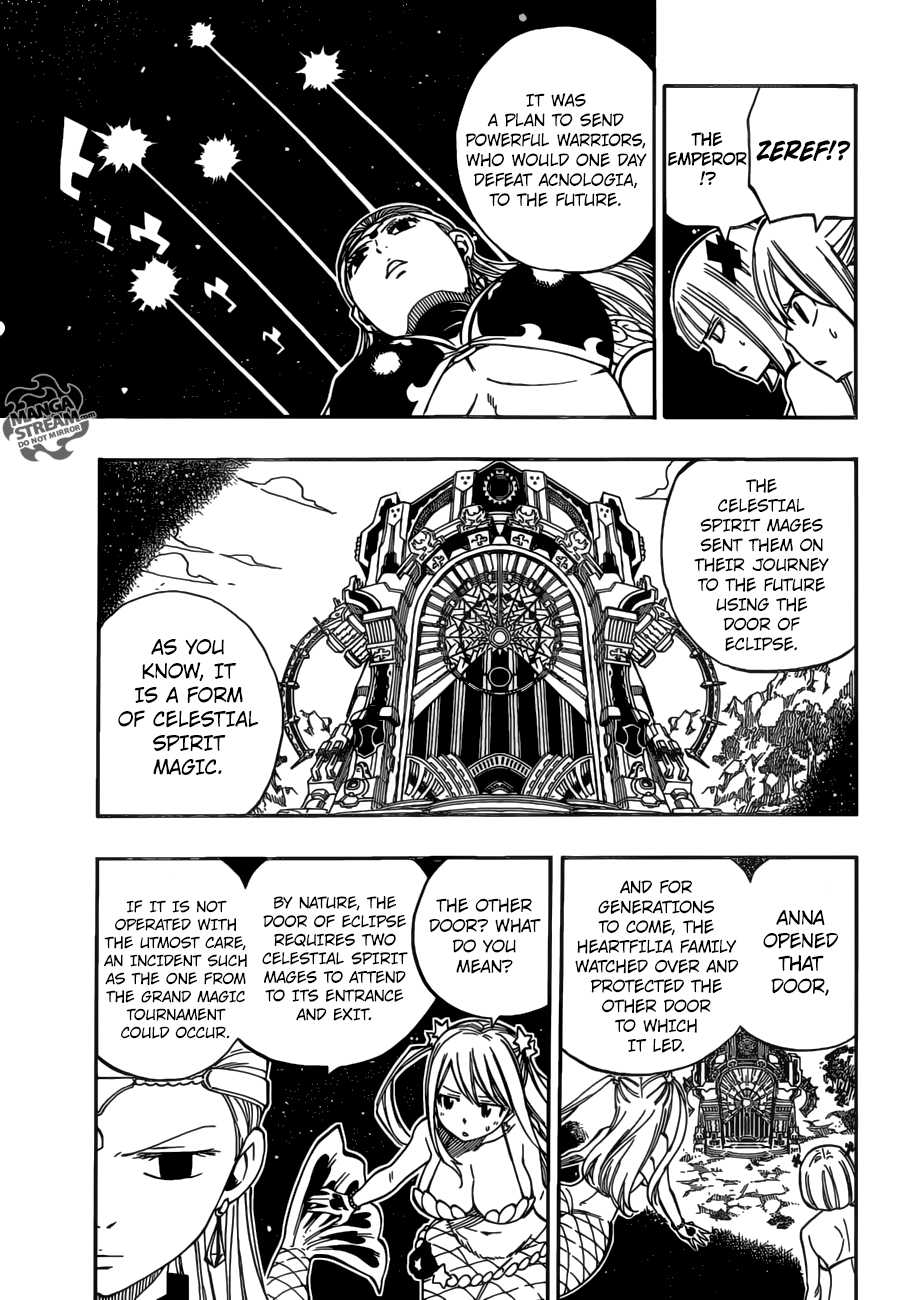 ZEREF!?
THE
EMPEROR
!?
IT WAS
A PLAN TO SEND
POWERFUL WARRIORS,
WHO WOULD ONE DAY
DEFEAT ACNOLOGIA,
TO THE FUTURE.
ヒュゥゥ
MANGA
STREAM.com
DO NOT MIRROR
THE
CELESTIAL
SPIRIT MAGES
SENT THEM ON
THEIR JOURNEY
TO THE FUTURE
USING THE
DOOR OF
ECLIPSE.
AS YOU
KNOW, IT
IS A FORM
OF CELESTIAL
SPIRIT
MAGIC.
ANNA
OPENED
THAT
DOOR,
AND FOR
GENERATIONS
TO COME, THE
HEARTFILIA FAMILY
WATCHED OVER AND
PROTECTED THE
OTHER DOOR
TO WHICH
IT LED.
THE OTHER
DOOR? WHAT
DO YOU
MEAN?
BY NATURE, THE
DOOR OF ECLIPSE
REQUIRES TWO
CELESTIAL SPIRIT
MAGES TO ATTEND
TO ITS ENTRANCE
AND EXIT.
IF IT IS NOT
OPERATED WITH
THE UTMOST CARE,
AN INCIDENT SUCH
AS THE ONE FROM
THE GRAND MAGIC
TOURNAMENT
COULD OCCUR.